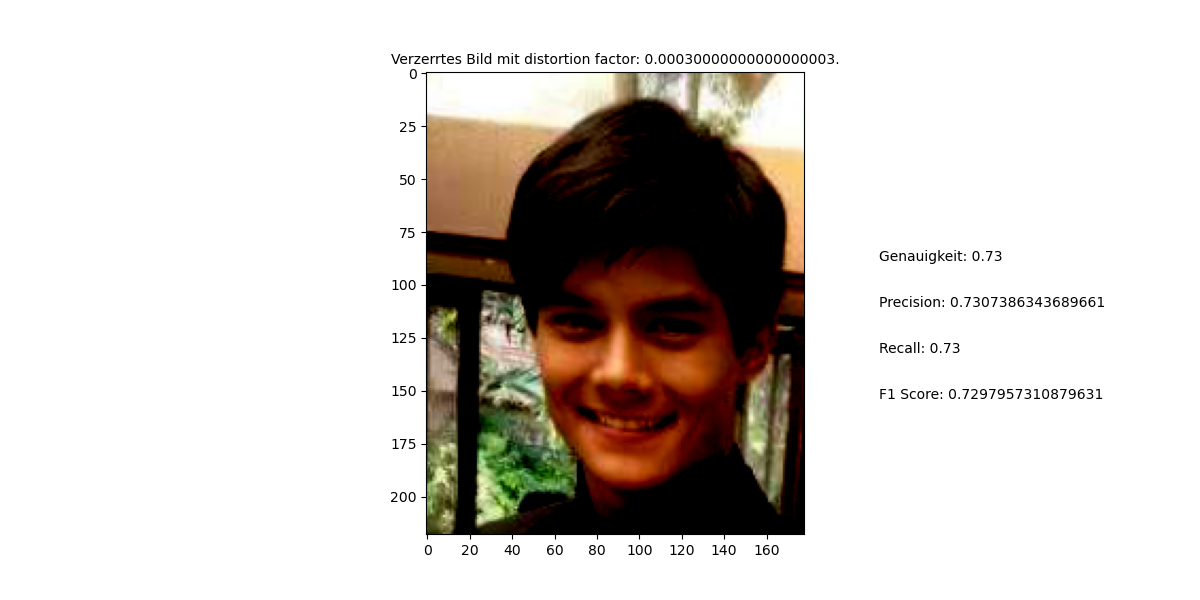 Verzerrtes Bild mit distortion factor: 0.00030000000000000003.
0
25
50
75
100
125
150
175
200
0 20 40 60 80 100 120 140 160
Genauigkeit: 0.73
Precision: 0.7307386343689661
Recall: 0.73
F1 Score: 0.7297957310879631